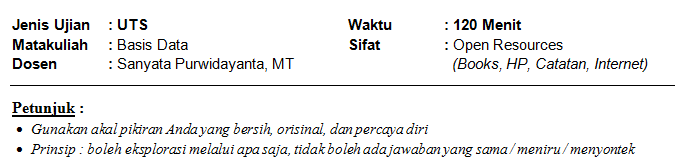 Jenis Ujian : UTS Waktu : 120 Menit
Matakuliah : Basis Data Sifat : Open Resources
Dosen : Sanyata Purwidayanta, MT (Books, HP, Catatan, Internet)
Petunjuk :
• Gunakan akal pikiran Anda yang bersih, orisinal, dan percaya diri
• Prinsip : boleh eksplorasi melalui apa saja, tidak boleh ada jawaban yang sama / meniru / menyontek